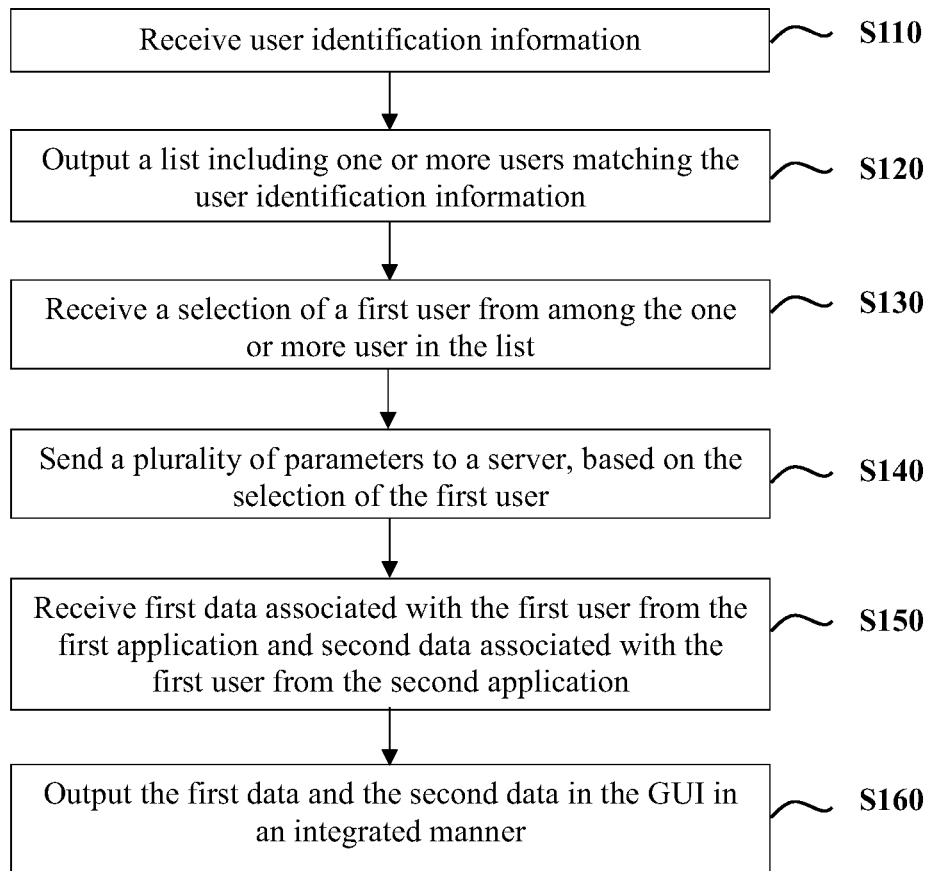 Receive user identification information
S110
Output a list including one or more users matching the
user identification information
S120
Receive a selection of a first user from among the one
or more user in the list
S130
Send a plurality of parameters to a server, based on the
selection of the first user
S140
Receive first data associated with the first user from the
first application and second data associated with the
first user from the second application
S150
Output the first data and the second data in the GUI in
an integrated manner
S160